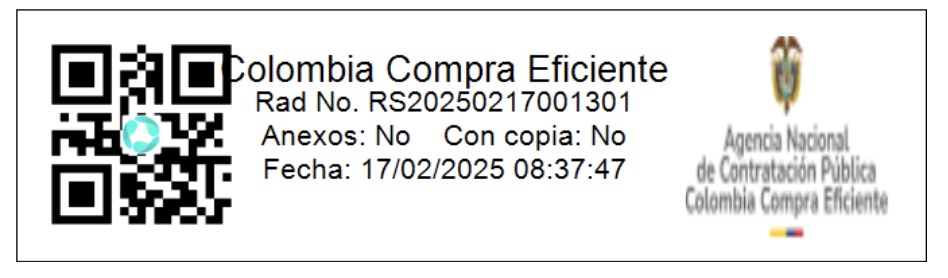 Colombia Compra Eficiente
Rad No. RS20250217001301
Anexos: No Con copia: No
Fecha: 17/02/2025 08:37:47
Agencia Nacional
de Contratación Pública
Colombia Compra Eficiente